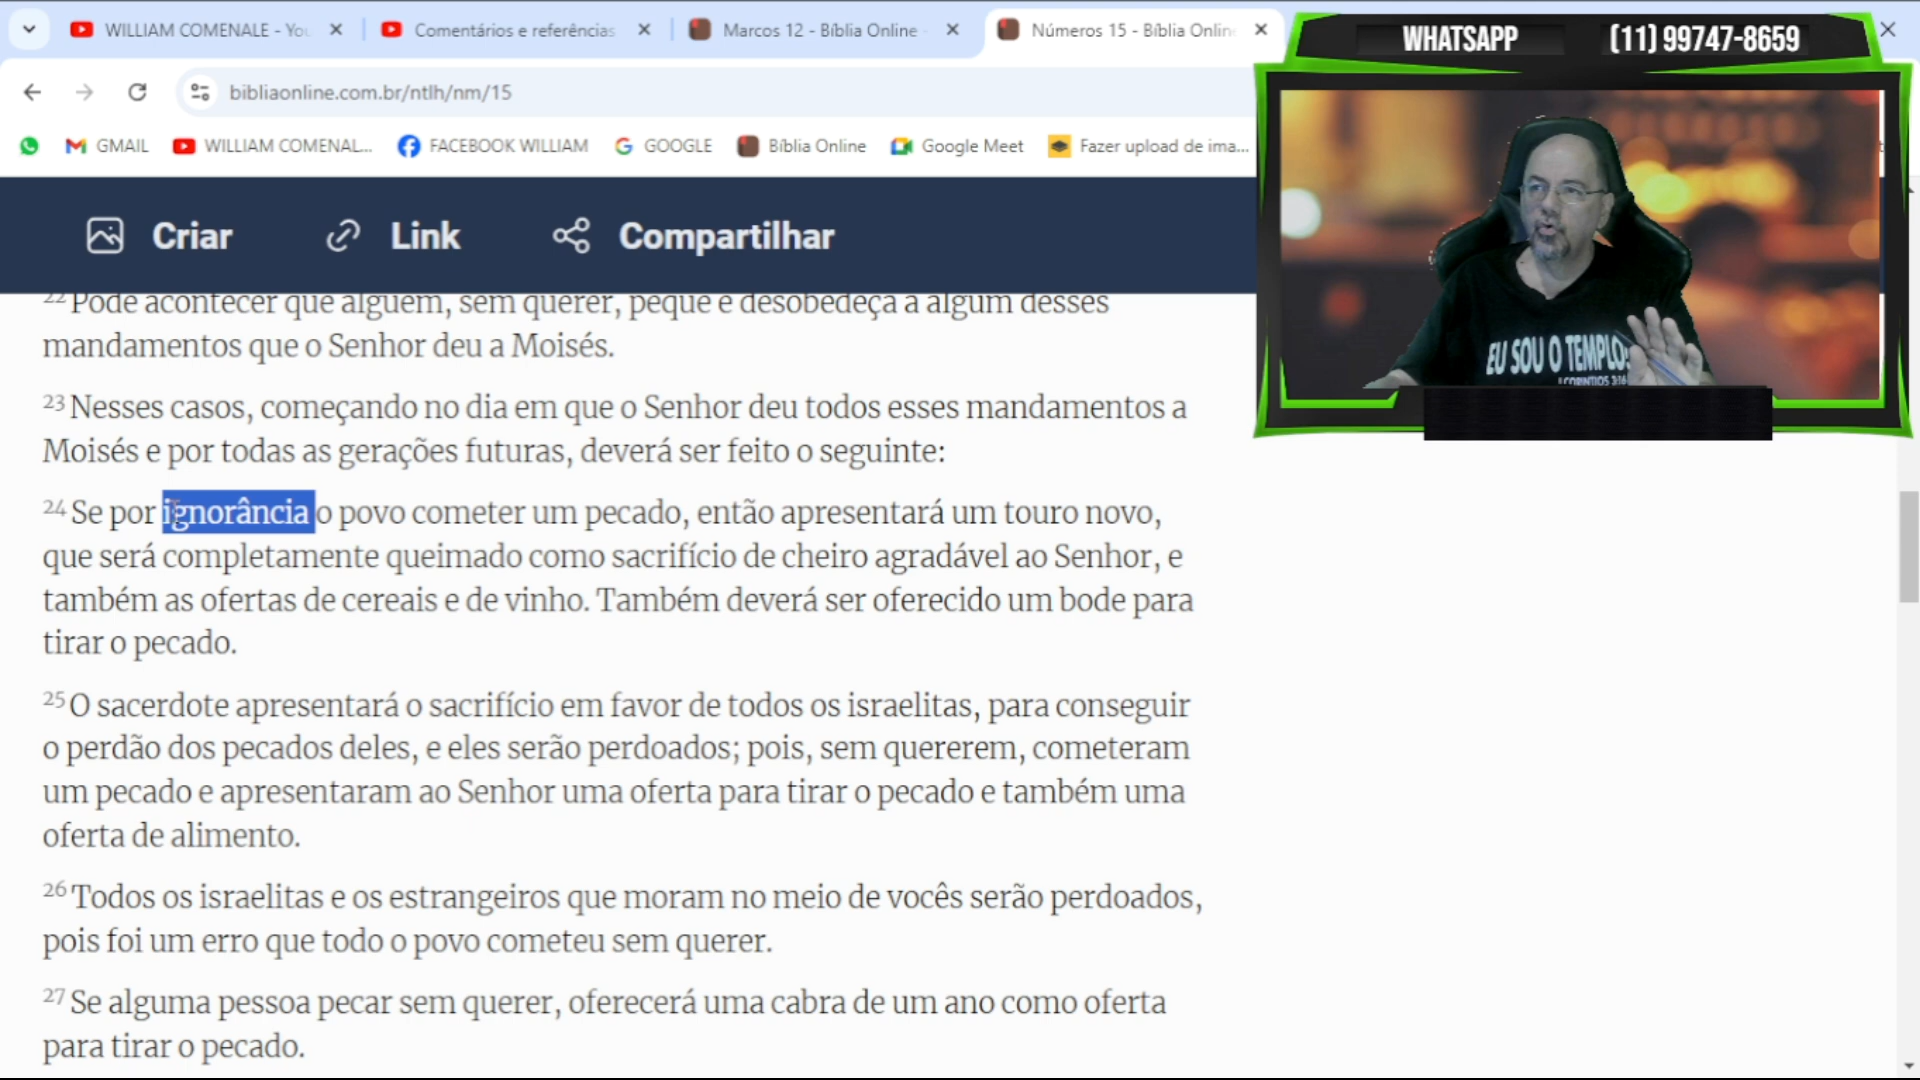 WILLIAM COMENALE - You
Comentários e referências
Marcos 12 - Bíblia Online -
Números 15 - Bíblia Onlin
WHATSAPP (11) 99747-8659
bibliaonline.com.br/ntlh/nm/15
GMAIL
WILLIAM COMENAL...
FACEBOOK WILLIAM
GOOGLE
Bíblia Online
Google Meet
Fazer upload de ima...
Criar
Link
Compartilhar
EU SOU O TEMPLO
I CORÍNTIOS 3:16
22 Pode acontecer que alguém, sem querer, peque e desobedeça a algum desses
mandamentos que o Senhor deu a Moisés.
23 Nesses casos, começando no dia em que o Senhor deu todos esses mandamentos a
Moisés e por todas as gerações futuras, deverá ser feito o seguinte:
24 Se por ignorância o povo cometer um pecado, então apresentará um touro novo,
que será completamente queimado como sacrifício de cheiro agradável ao Senhor, e
também as ofertas de cereais e de vinho. Também deverá ser oferecido um bode para
tirar o pecado.
25 O sacerdote apresentará o sacrifício em favor de todos os israelitas, para conseguir
o perdão dos pecados deles, e eles serão perdoados; pois, sem quererem, cometeram
um pecado e apresentaram ao Senhor uma oferta para tirar o pecado e também uma
oferta de alimento.
26 Todos os israelitas e os estrangeiros que moram no meio de vocês serão perdoados,
pois foi um erro que todo o povo cometeu sem querer.
27 Se alguma pessoa pecar sem querer, oferecerá uma cabra de um ano como oferta
para tirar o pecado.